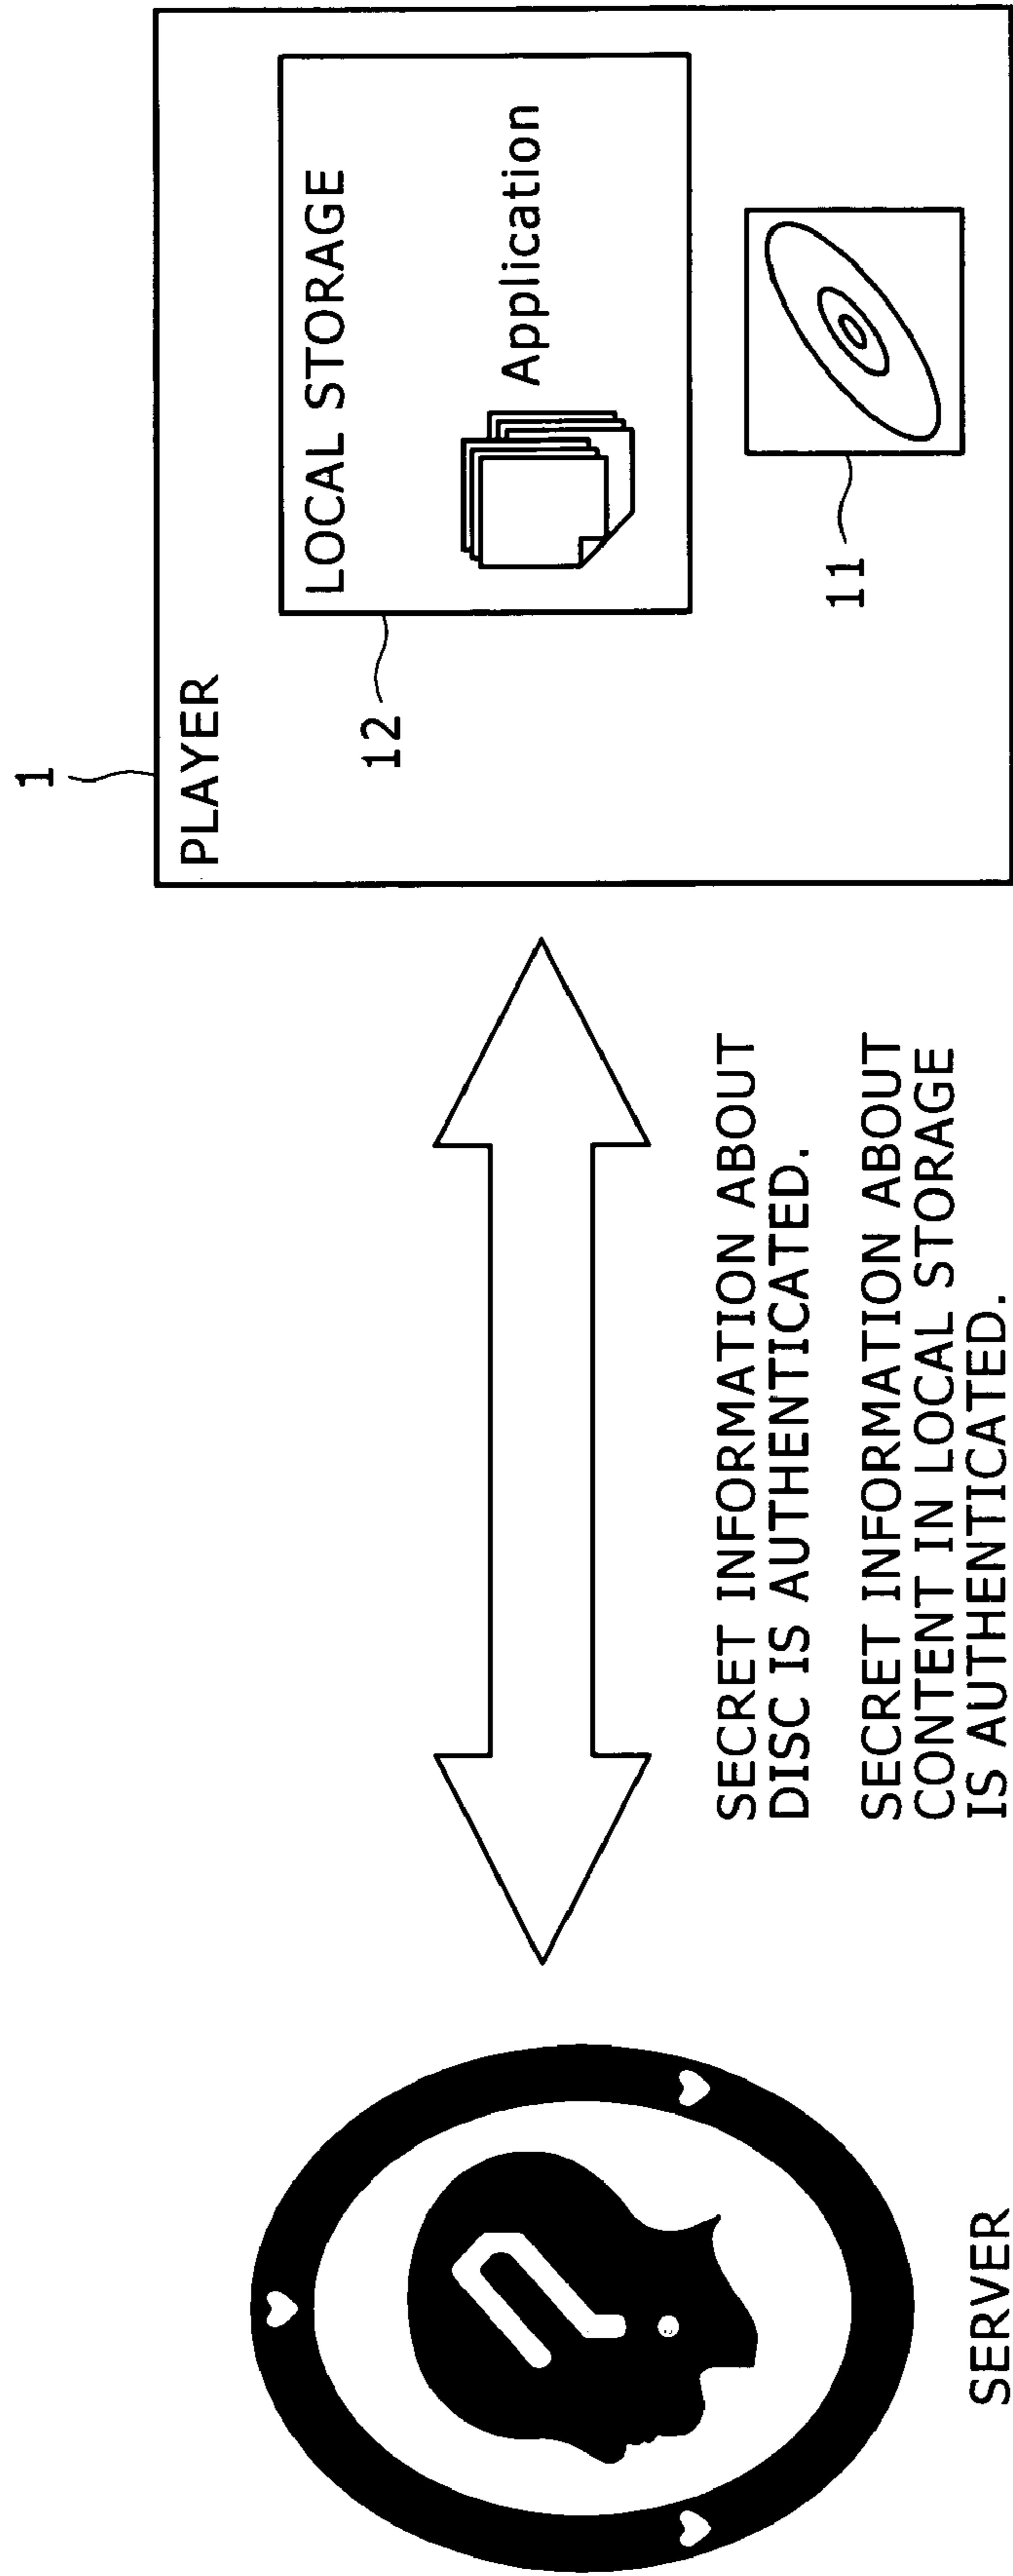 1
PLAYER
LOCAL STORAGE
Application
12
11
SECRET INFORMATION ABOUT
DISC IS AUTHENTICATED.
SECRET INFORMATION ABOUT
CONTENT IN LOCAL STORAGE
IS AUTHENTICATED.
SERVER